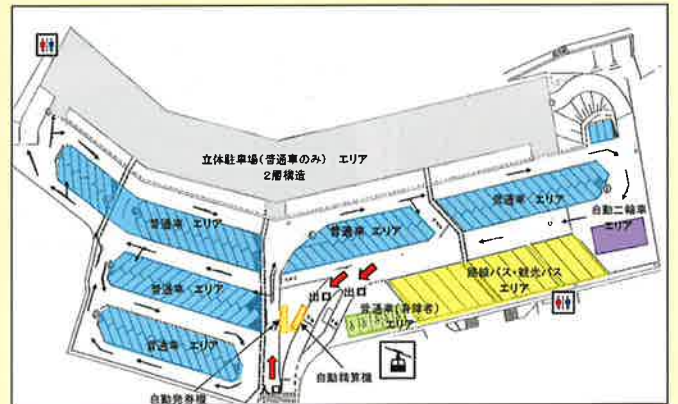 立体駐車場(普通車のみ) エリア
2層構造
普通車 エリア
普通車 エリア
普通車 エリア
自動二輪車
エリア
普通車 エリア
路線バス・観光バス
エリア
出口
出口
普通車(身障者)
エリア
普通車 エリア
自動精算機
自動発券機
入口